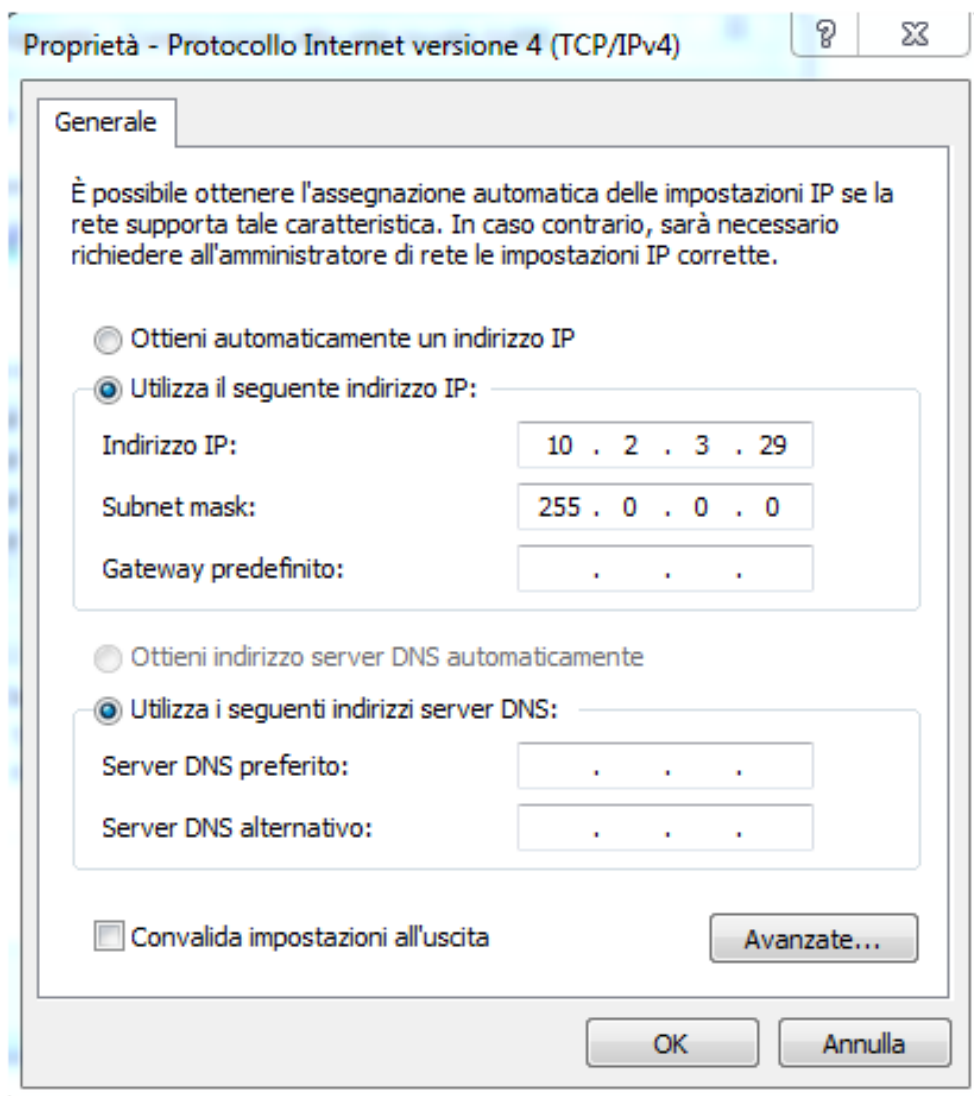 Proprietà - Protocollo Internet versione 4 (TCP/IPv4)
Generale
È possibile ottenere l'assegnazione automatica delle impostazioni IP se la
rete supporta tale caratteristica. In caso contrario, sarà necessario
richiedere all'amministratore di rete le impostazioni IP corrette.
Ottieni automaticamente un indirizzo IP
Utilizza il seguente indirizzo IP:
Indirizzo IP: 10 . 2 . 3 . 29
Subnet mask: 255 . 0 . 0 . 0
Gateway predefinito: . . .
Ottieni indirizzo server DNS automaticamente
Utilizza i seguenti indirizzi server DNS:
Server DNS preferito: . . .
Server DNS alternativo: . . .
Convalida impostazioni all'uscita Avanzate...
OK Annulla